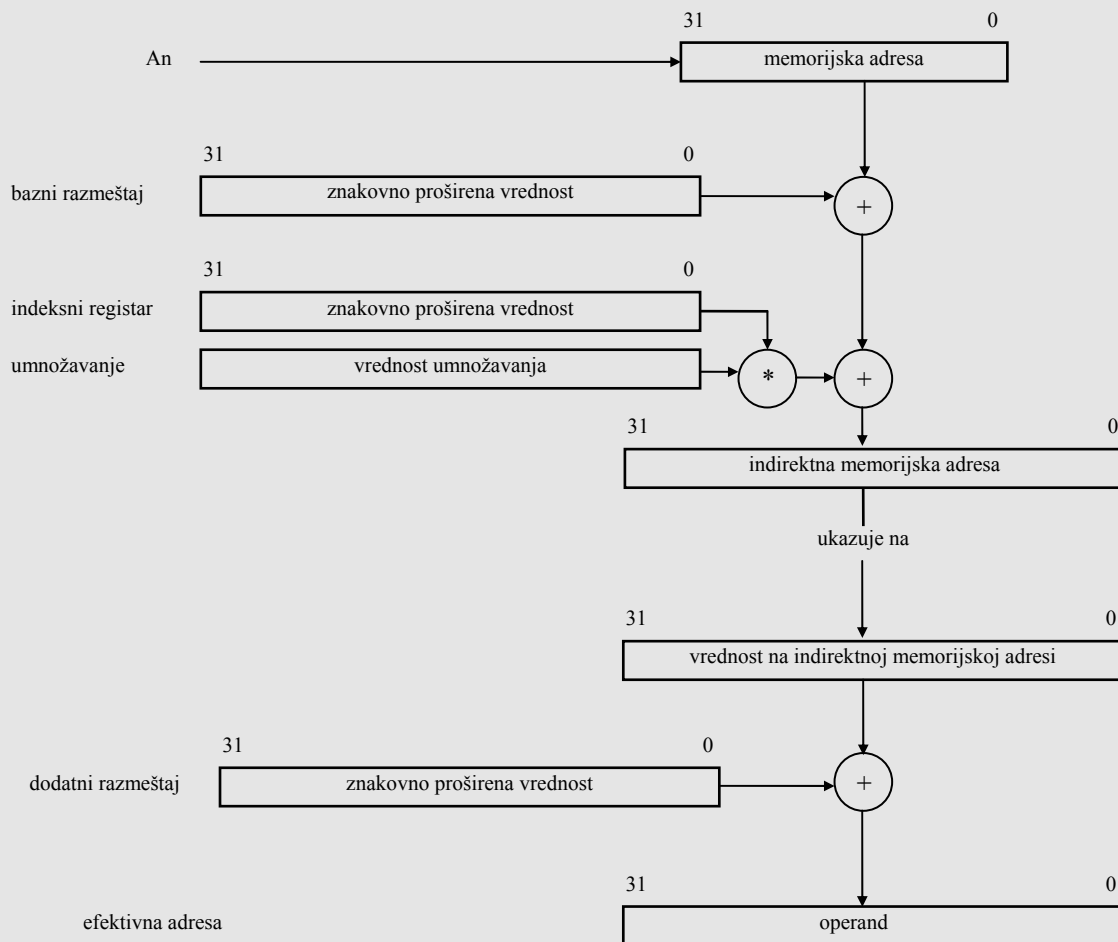 31 0
An memorijska adresa
31 0
bazni razmeštaj znakovno proširena vrednost +
31 0
indeksni registar znakovno proširena vrednost
umnožavanje vrednost umnožavanja * +
31 0
indirektna memorijska adresa
ukazuje na
31 0
vrednost na indirektnoj memorijskoj adresi
31 0
dodatni razmeštaj znakovno proširena vrednost +
31 0
efektivna adresa operand